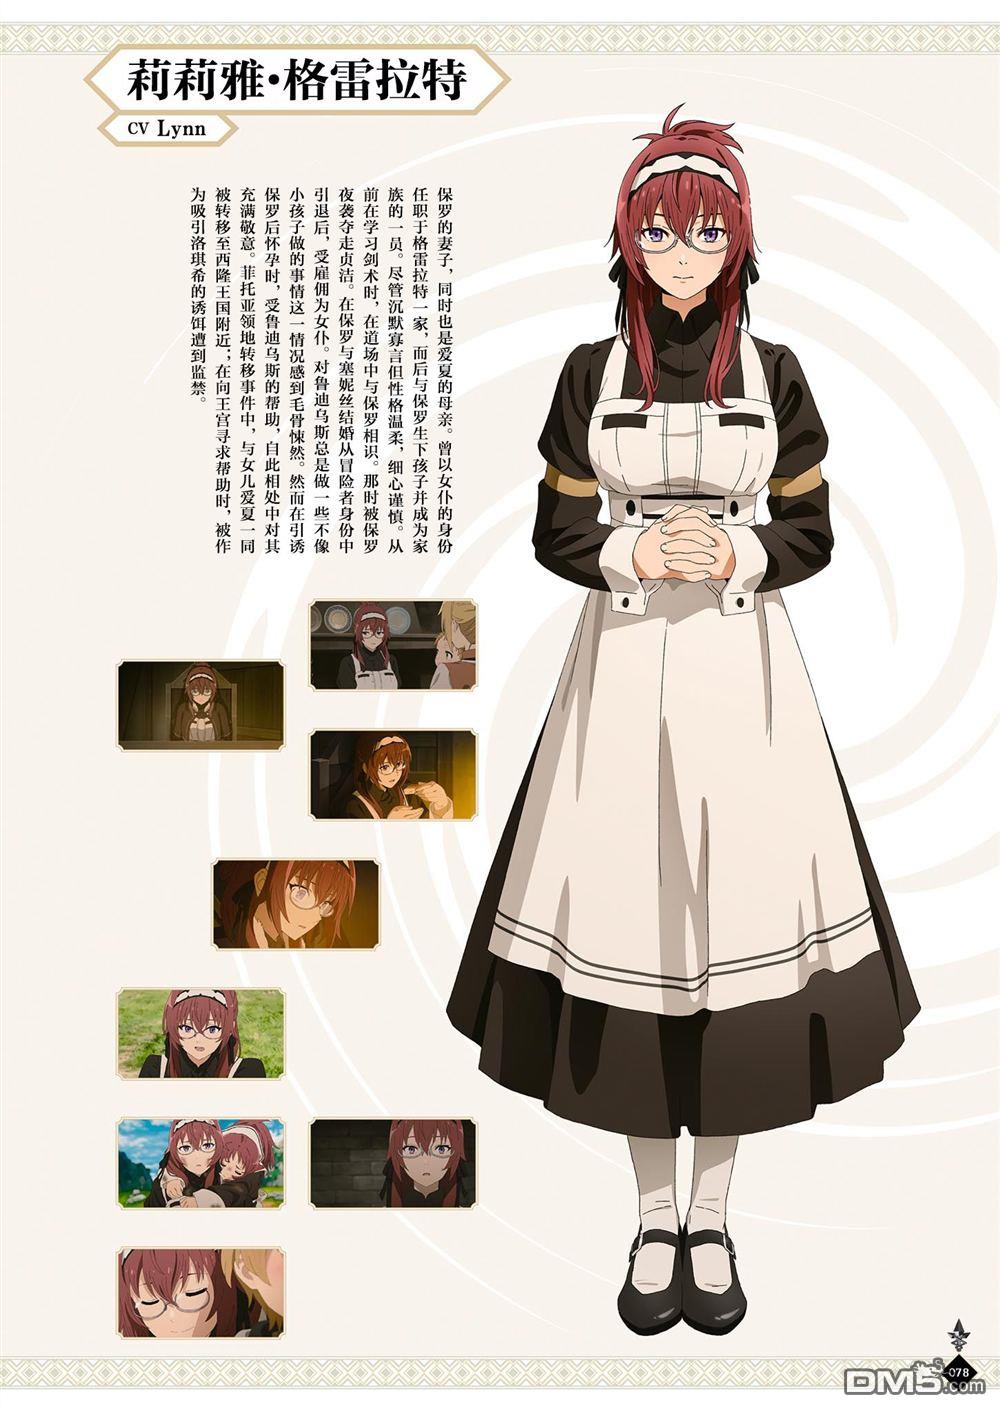 莉莉雅·格雷拉特
CV Lynn
保罗的妻子，同时也是爱夏的母亲。曾以女仆的身份
任职于格雷拉特一家，而后与保罗生下孩子并成为家
族的一员。尽管沉默寡言但性格温柔，细心谨慎。从
前在学习剑术时，在道场中与保罗相识。那时被保罗
夜袭夺走贞洁。在保罗与塞妮丝结婚从冒险者身份中
引退后，受雇佣为女仆。对鲁迪乌斯总是做一些不像
小孩子做的事情这一情况感到毛骨悚然。然而在引诱
保罗后怀孕时，受鲁迪乌斯的帮助，自此相处中对其
充满敬意。菲托亚领地转移事件中，与女儿爱夏一同
被转移至西隆王国附近；在向王宫寻求帮助时，被作
为吸引洛琪希的诱饵遭到监禁。
078
DM5.com